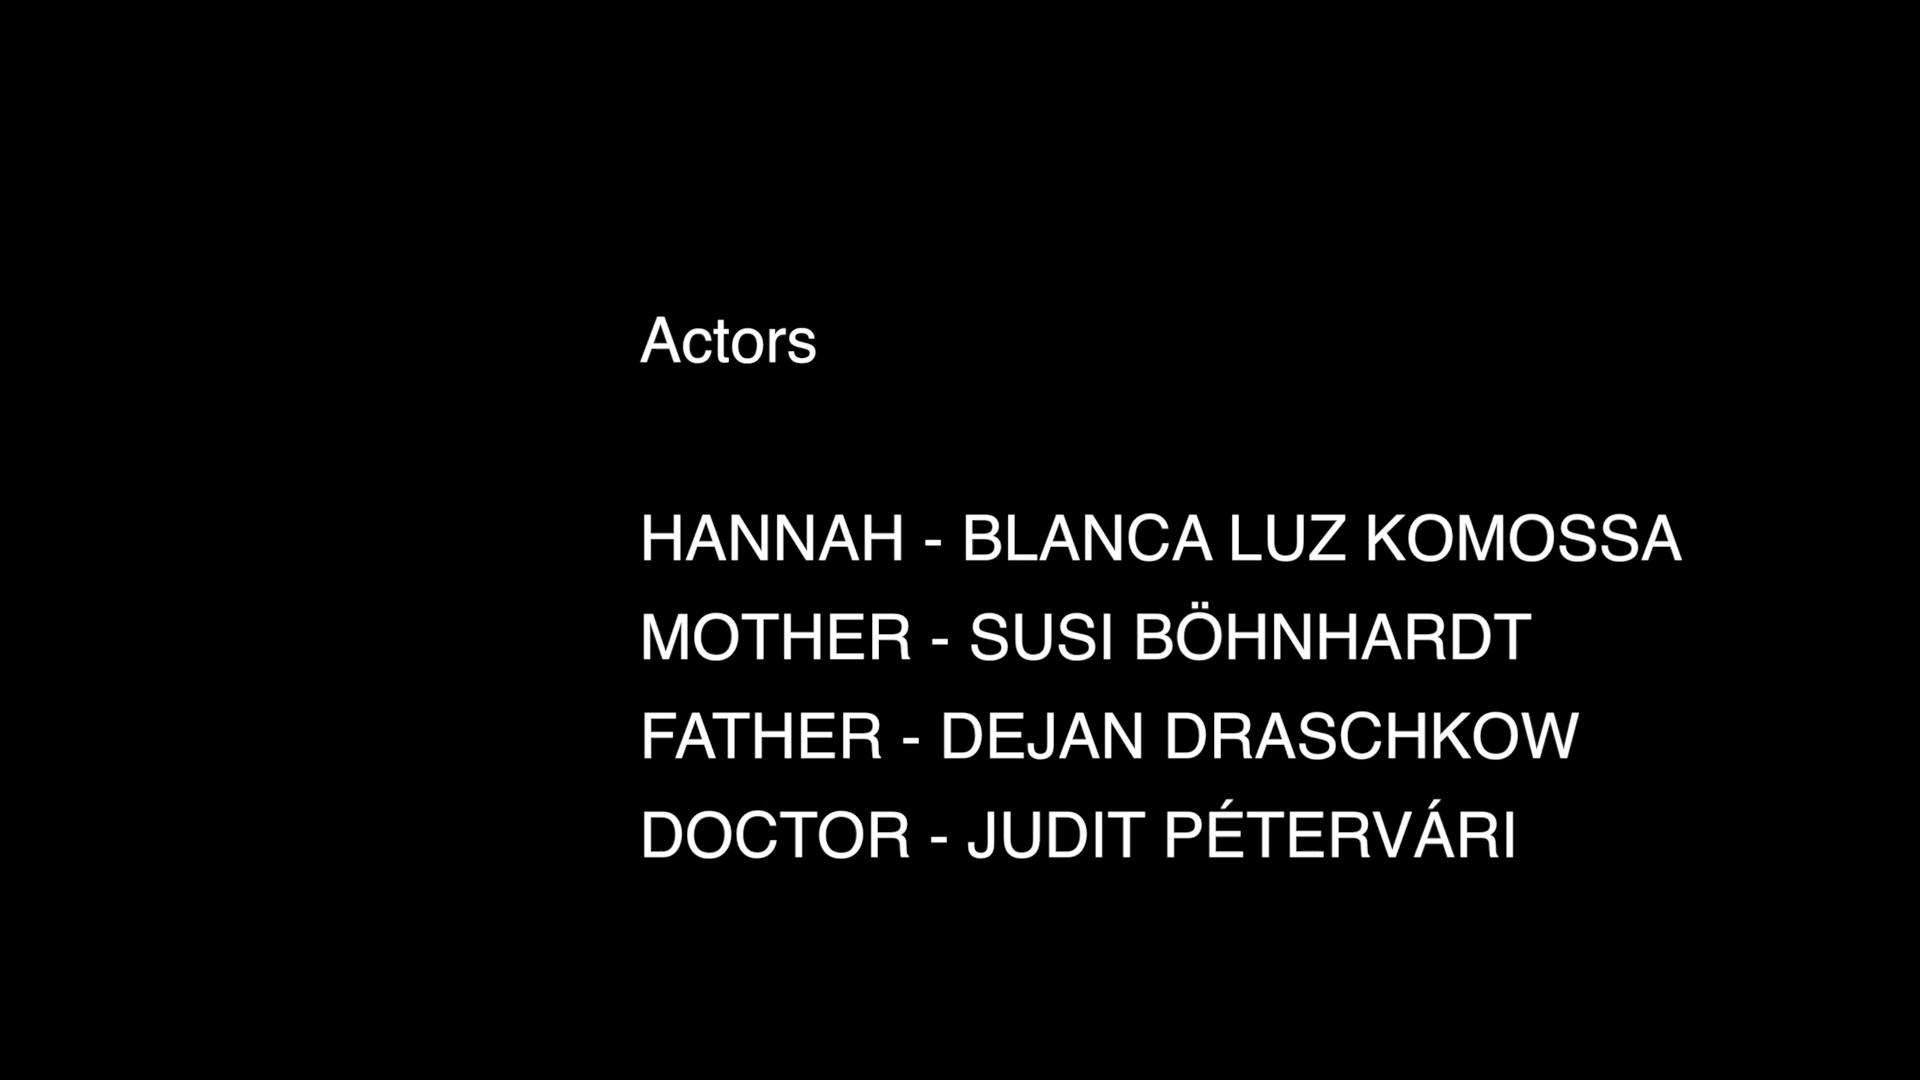 Actors
HANNAH - BLANCA LUZ KOMOSSA
MOTHER - SUSI BÖHNHARDT
FATHER - DEJAN DRASCHKOW
DOCTOR - JUDIT PÉTERVÁRI